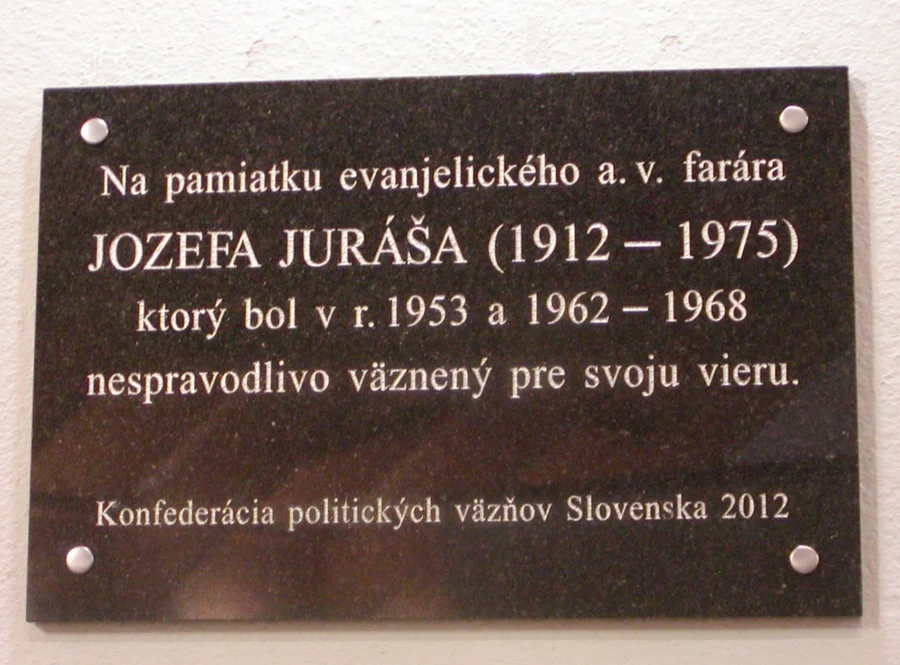 Na pamiatku evanjelického a. v. farára
JOZEFA JURÁŠA (1912 – 1975)
ktorý bol v r. 1953 a 1962 – 1968
nespravodlivo väznený pre svoju vieru.
Konfederácia politických väzňov Slovenska 2012